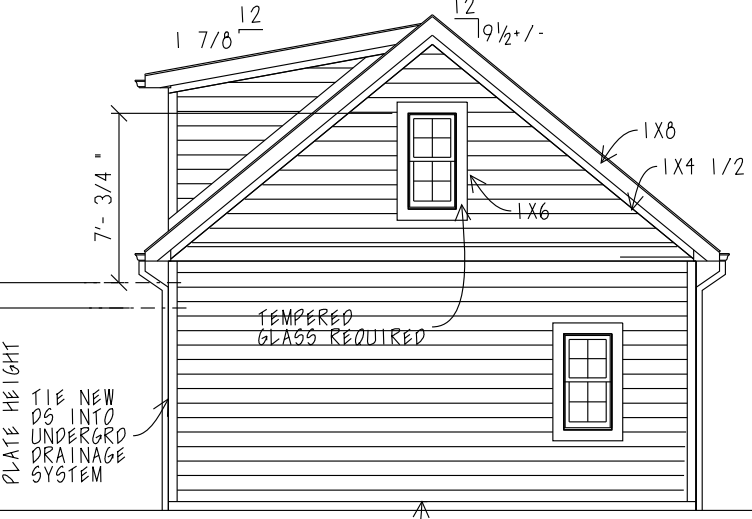 12
1 7/8
12
9½+/-
1X8
1X4 1/2
1X6
7'- 3/4 "
TEMPERED
GLASS REQUIRED
PLATE HEIGHT
TIE NEW
DS INTO
UNDERGRD
DRAINAGE
SYSTEM